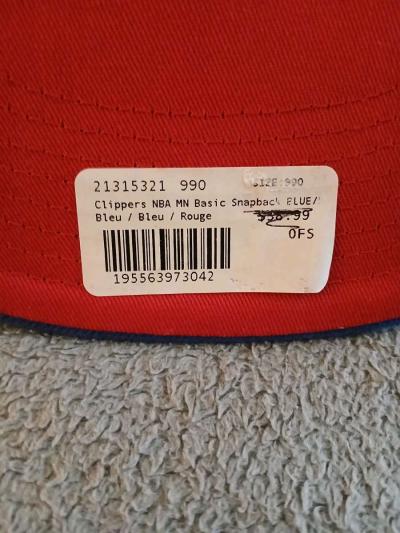 21315321 990 SIZE:990
Clippers NBA MN Basic Snapback BLUE/
Bleu / Bleu / Rouge
OFS
195563973042